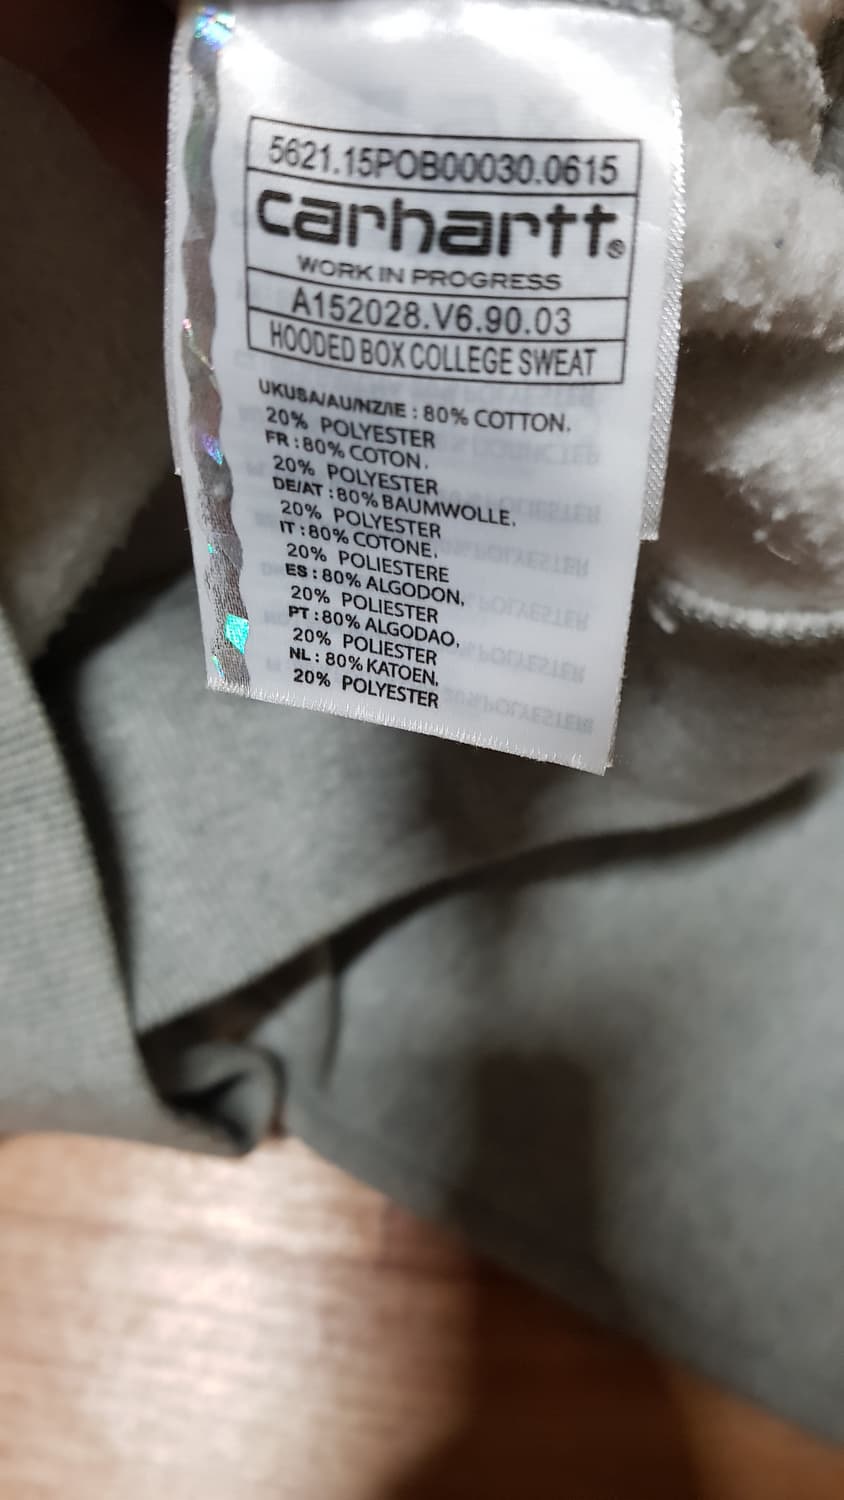 5621.15POB00030.0615
carhartt®
WORK IN PROGRESS
A152028.V6.90.03
HOODED BOX COLLEGE SWEAT
UKUSA/AU/NZ/IE : 80% COTTON.
20% POLYESTER
FR : 80% COTON.
20% POLYESTER
DE/AT : 80% BAUMWOLLE.
20% POLYESTER
IT : 80% COTONE.
20% POLIESTERE
ES : 80% ALGODON.
20% POLIESTER
PT : 80% ALGODAO.
20% POLIESTER
NL : 80% KATOEN.
20% POLYESTER